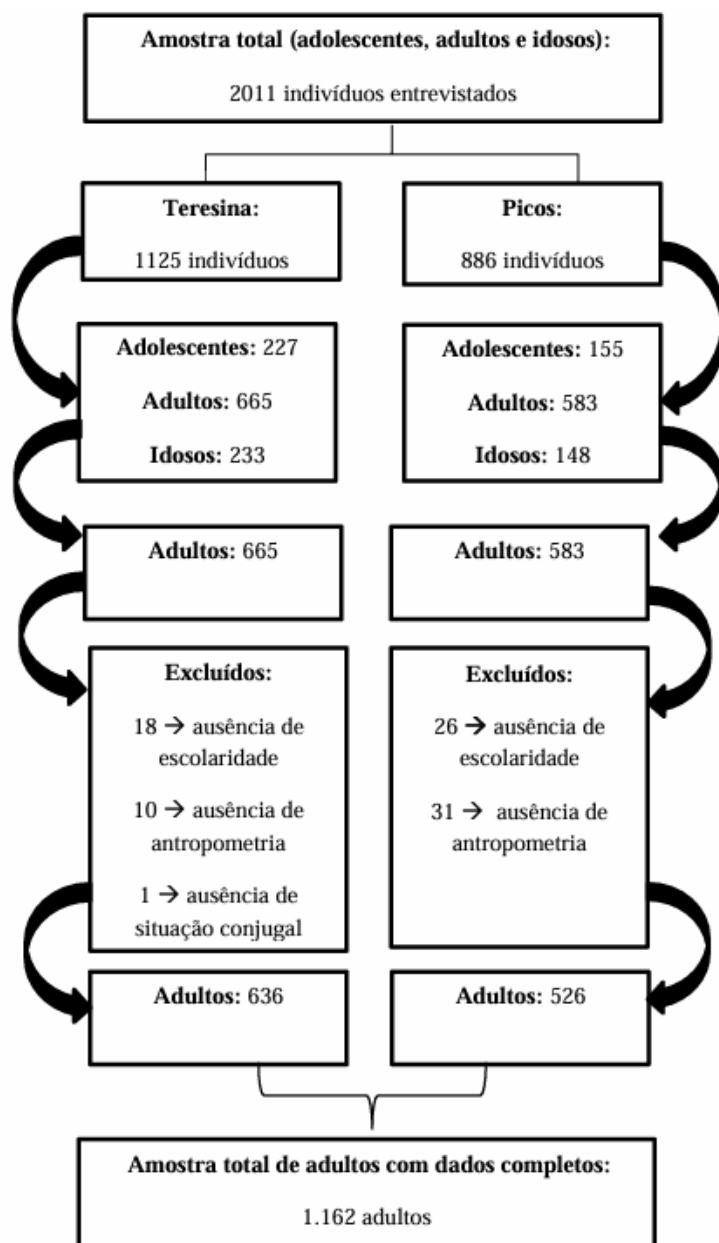 Amostra total (adolescentes, adultos e idosos):
2011 indivíduos entrevistados
Teresina:
1125 indivíduos
Picos:
886 indivíduos
Adolescentes: 227
Adultos: 665
Idosos: 233
Adolescentes: 155
Adultos: 583
Idosos: 148
Adultos: 665
Adultos: 583
Excluídos:
18 → ausência de
escolaridade
10 → ausência de
antropometria
1 → ausência de
situação conjugal
Excluídos:
26 → ausência de
escolaridade
31 → ausência de
antropometria
Adultos: 636
Adultos: 526
Amostra total de adultos com dados completos:
1.162 adultos